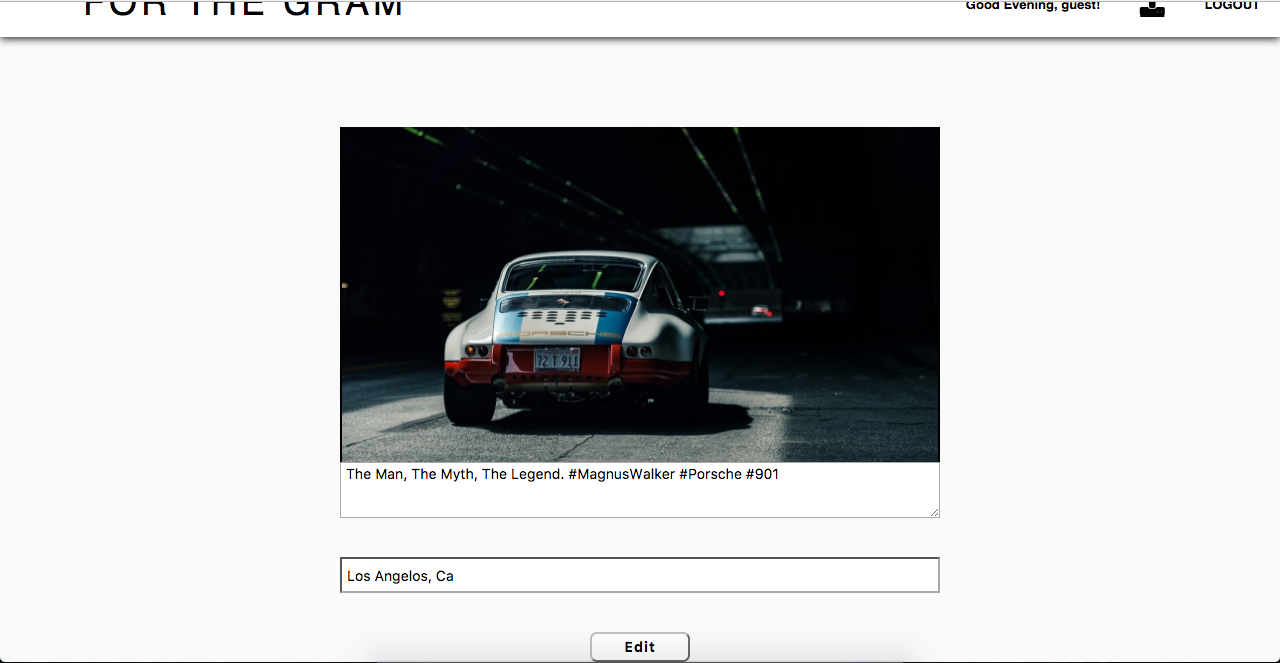 FOR THE GRAM
Good Evening, guest!
LOGOUT
PORSCHE
72 T 911
The Man, The Myth, The Legend. #MagnusWalker #Porsche #901
Los Angelos, Ca
Edit